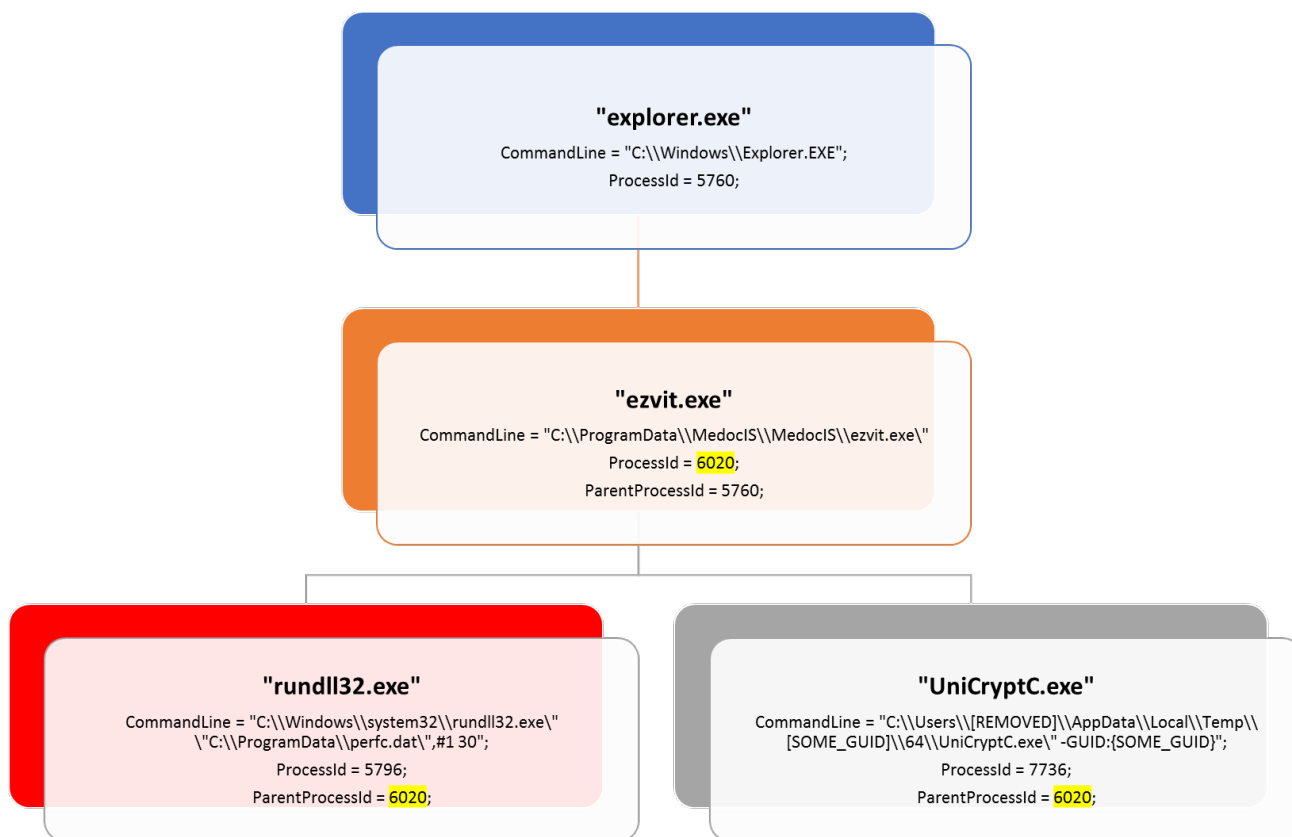 "explorer.exe"
CommandLine = "C:\\Windows\\Explorer.EXE";
ProcessId = 5760;
"ezvit.exe"
CommandLine = "C:\\ProgramData\\MedocIS\\MedocIS\\ezvit.exe\"
ProcessId = 6020;
ParentProcessId = 5760;
"rundll32.exe"
CommandLine = "C:\\Windows\\system32\\rundll32.exe\"
\"C:\\ProgramData\\perfc.dat\",#1 30";
ProcessId = 5796;
ParentProcessId = 6020;
"UniCryptC.exe"
CommandLine = "C:\\Users\\[REMOVED]\\AppData\\Local\\Temp\\
[SOME_GUID]\\64\\UniCryptC.exe\" -GUID:{SOME_GUID}";
ProcessId = 7736;
ParentProcessId = 6020;